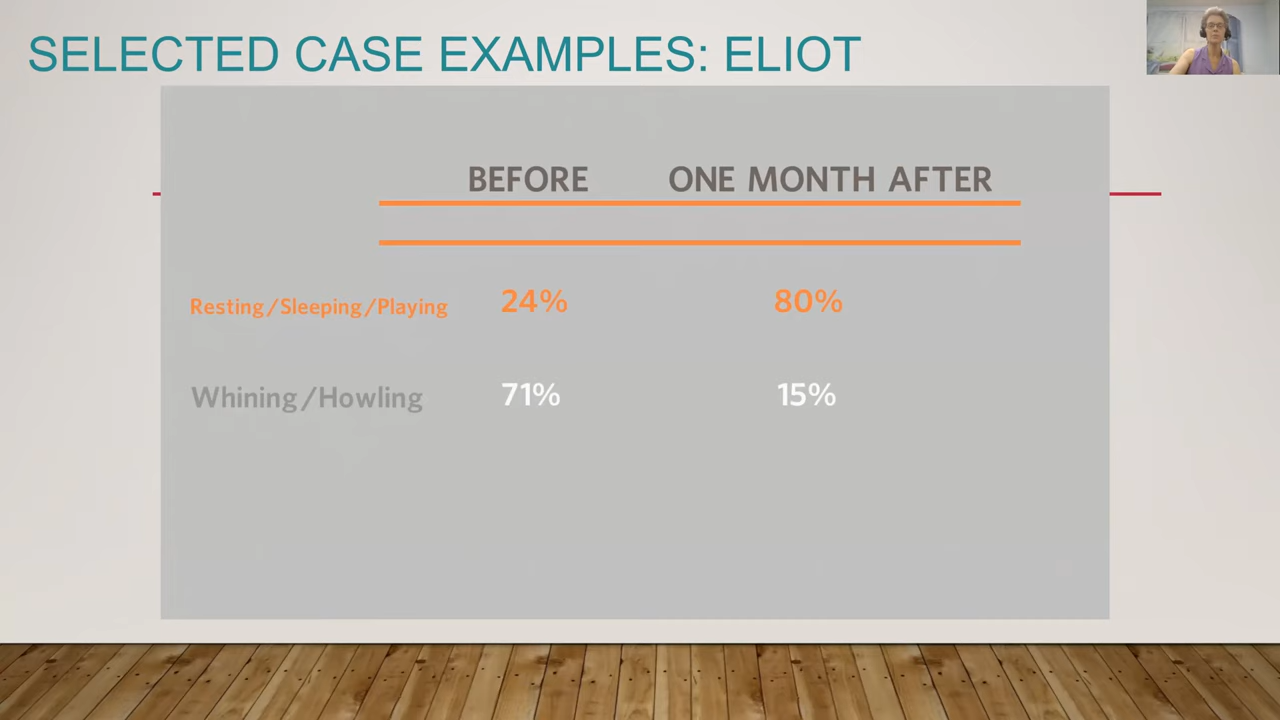 SELECTED CASE EXAMPLES: ELIOT
BEFORE ONE MONTH AFTER
Resting/Sleeping/Playing 24% 80%
Whining/Howling 71% 15%